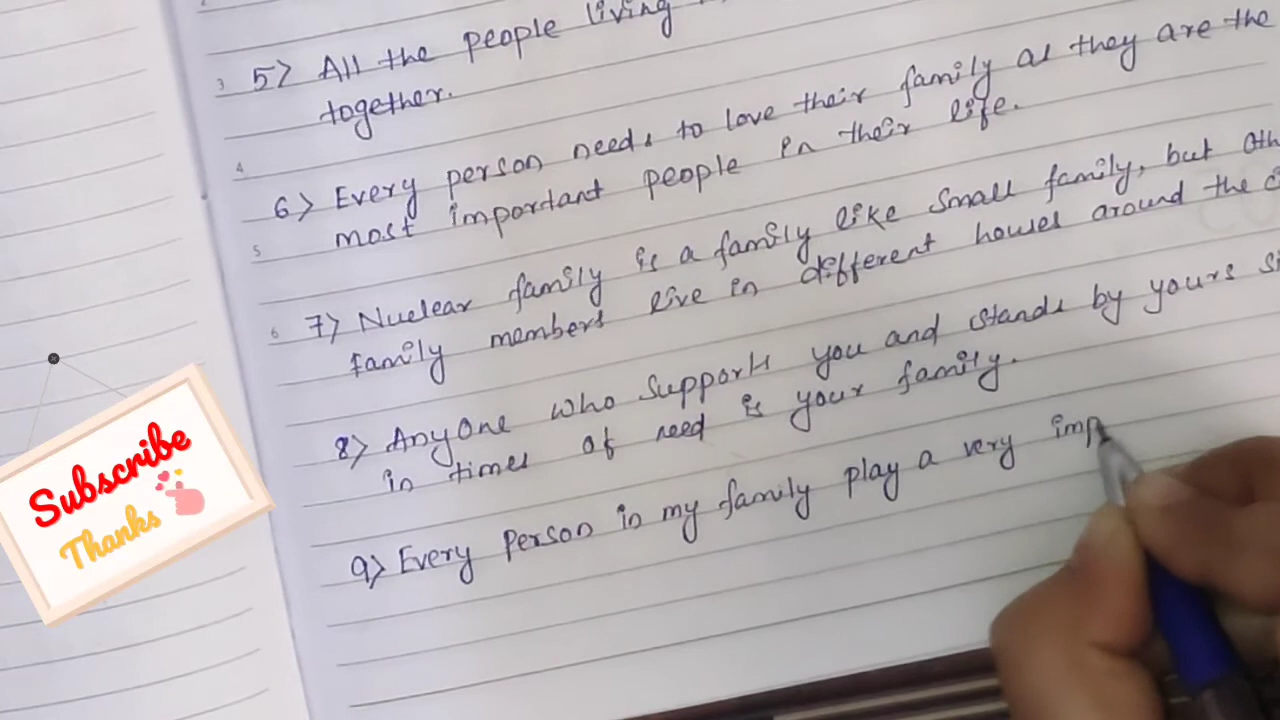 5) All the people living
together.
6) Every person needs to love their family as they are the
most important people in their life.
7) Nuclear family is a family like small family, but oth
family members live in different houses around the
8) Anyone who supports you and stands by yours si
in times of need is your family.
9) Every person in my family play a very imp
Subscribe
Thanks